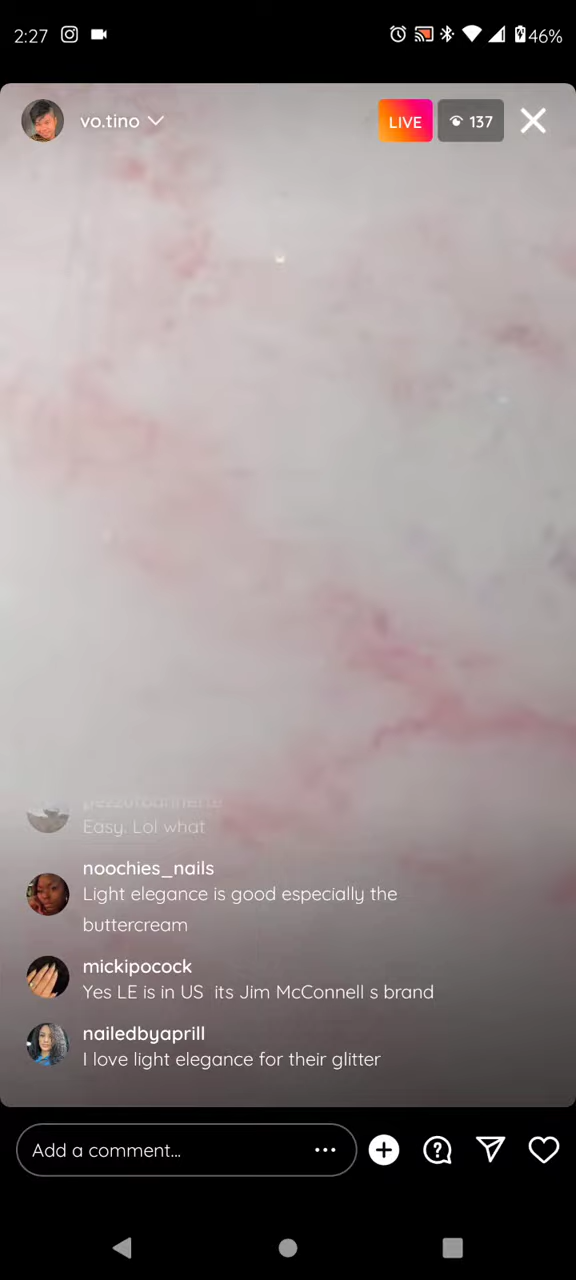 2:27
46%
vo.tino
LIVE
137
Easy. Lol what
noochies_nails
Light elegance is good especially the
buttercream
mickipocock
Yes LE is in US  its Jim McConnell s brand
nailedbyaprill
I love light elegance for their glitter
Add a comment...